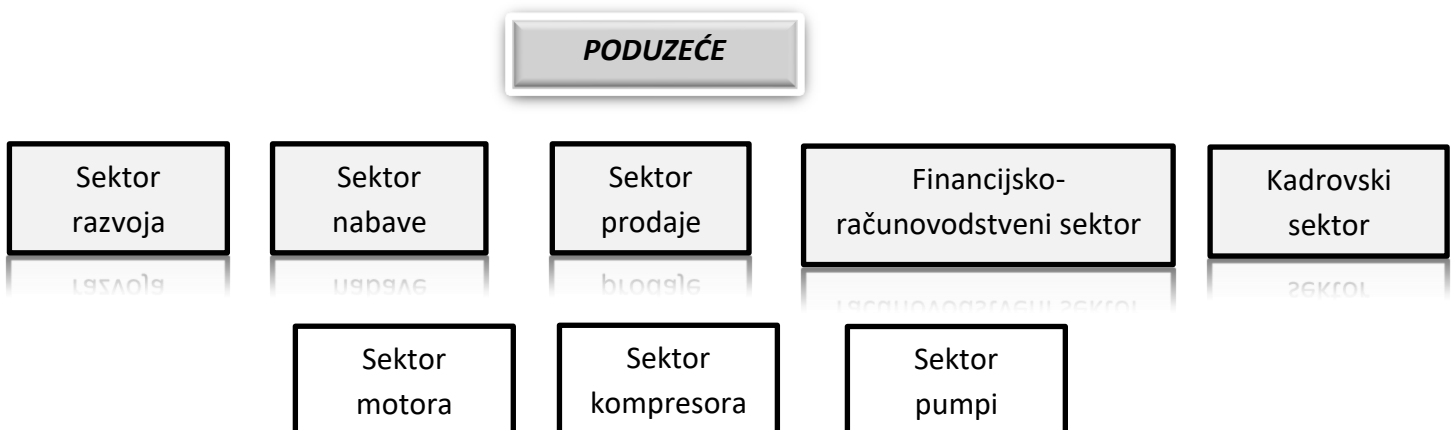 PODUZEĆE
Sektor
razvoja
Sektor
nabave
Sektor
prodaje
Financijsko-
računovodstveni sektor
Kadrovski
sektor
Sektor
motora
Sektor
kompresora
Sektor
pumpi